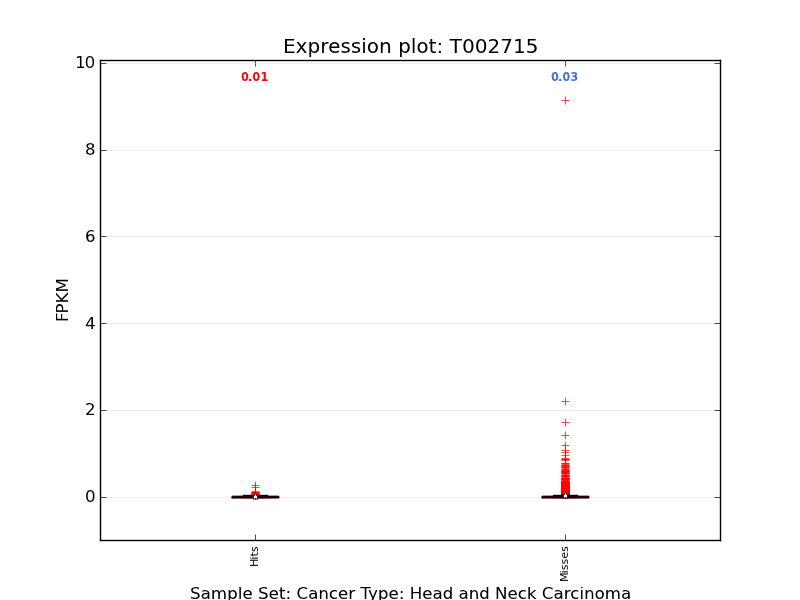 Expression plot: T002715
10
0.01
0.03
8
6
4
2
0
FPKM
Hits
Misses
Sample Set: Cancer Type: Head and Neck Carcinoma